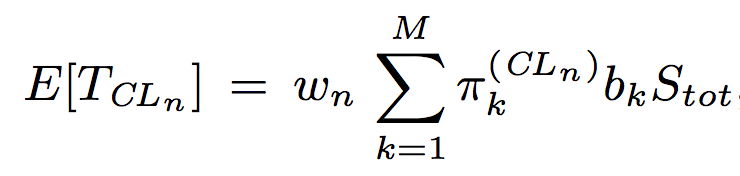 E[T_{CL_n}] = w_n \sum_{k=1}^{M} \pi_k^{(CL_n)} b_k S_{tot}.